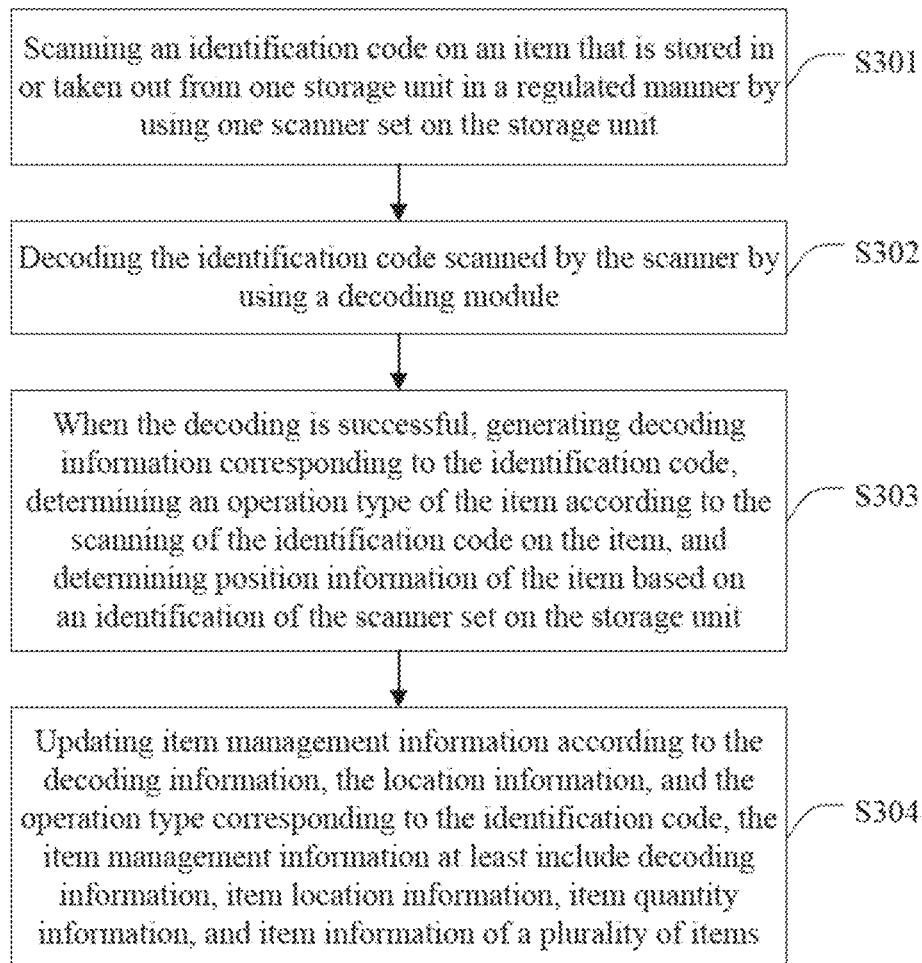 Scanning an identification code on an item that is stored in
or taken out from one storage unit in a regulated manner by
using one scanner set on the storage unit
S301
Decoding the identification code scanned by the scanner by
using a decoding module
S302
When the decoding is successful, generating decoding
information corresponding to the identification code,
determining an operation type of the item according to the
scanning of the identification code on the item, and
determining position information of the item based on
an identification of the scanner set on the storage unit
S303
Updating item management information according to the
decoding information, the location information, and the
operation type corresponding to the identification code, the
item management information at least include decoding
information, item location information, item quantity
information, and item information of a plurality of items
S304